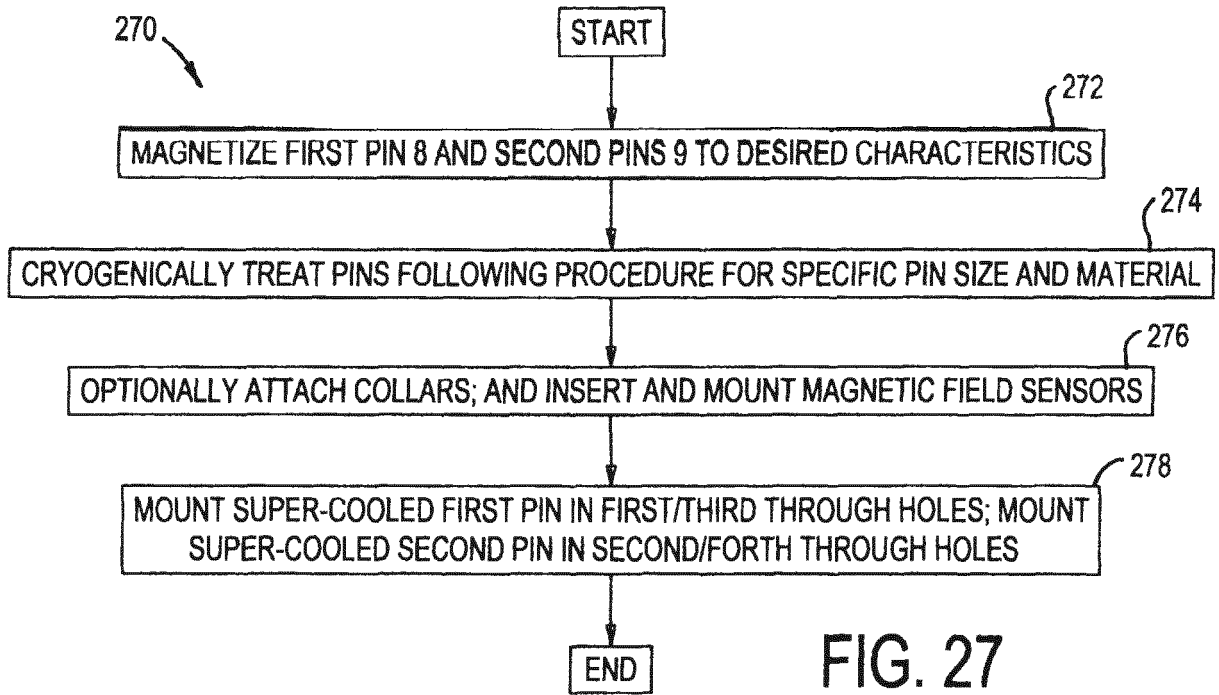 270
START
272
MAGNETIZE FIRST PIN 8 AND SECOND PINS 9 TO DESIRED CHARACTERISTICS
274
CRYOGENICALLY TREAT PINS FOLLOWING PROCEDURE FOR SPECIFIC PIN SIZE AND MATERIAL
276
OPTIONALLY ATTACH COLLARS; AND INSERT AND MOUNT MAGNETIC FIELD SENSORS
278
MOUNT SUPER-COOLED FIRST PIN IN FIRST/THIRD THROUGH HOLES; MOUNT
SUPER-COOLED SECOND PIN IN SECOND/FORTH THROUGH HOLES
END
FIG. 27